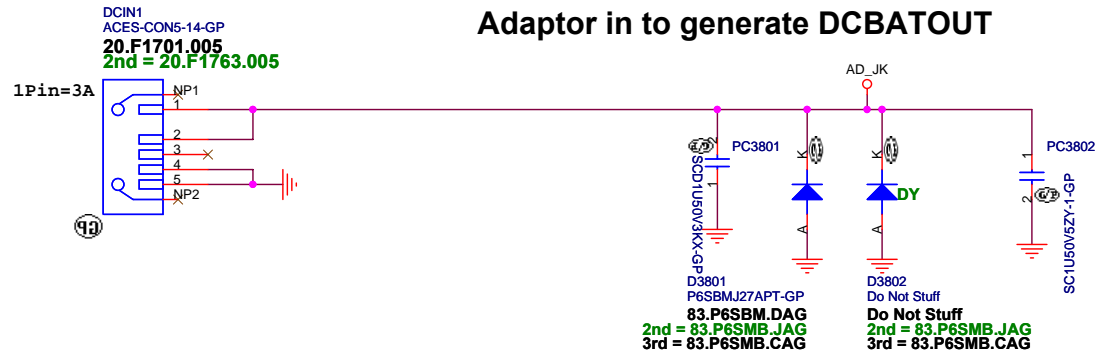 Adaptor in to generate DCBATOUT
DCIN1
ACES-CON5-14-GP
20.F1701.005
2nd = 20.F1763.005
1Pin=3A
NP1
1
2
3
4
5
NP2
GP
AD_JK
2
PC3801
1
SCD1U50V3KX-GP
K
A
K
DY
A
1
PC3802
2
SC1U50V5ZY-1-GP
D3801
P6SBMJ27APT-GP
83.P6SBM.DAG
2nd = 83.P6SMB.JAG
3rd = 83.P6SMB.CAG
D3802
Do Not Stuff
Do Not Stuff
2nd = 83.P6SMB.JAG
3rd = 83.P6SMB.CAG